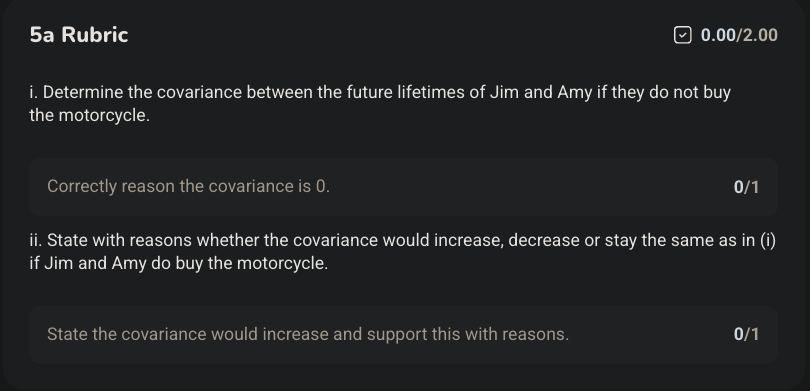 5a Rubric
0.00/2.00
i. Determine the covariance between the future lifetimes of Jim and Amy if they do not buy
the motorcycle.
Correctly reason the covariance is 0.
0/1
ii. State with reasons whether the covariance would increase, decrease or stay the same as in (i)
if Jim and Amy do buy the motorcycle.
State the covariance would increase and support this with reasons.
0/1